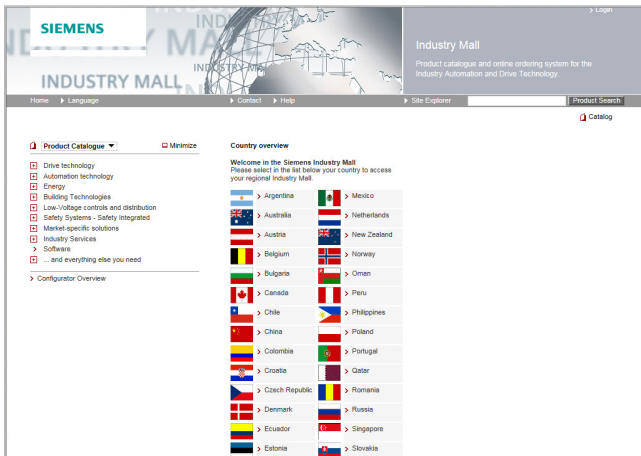 Login
SIEMENS
INDUSTRY MALL
Industry Mall
Product catalogue and online ordering system for the
Industry Automation and Drive Technology.
Home Language Contact Help Site Explorer Product Search
Catalog
Product Catalogue Minimize
Drive technology
Automation technology
Energy
Building Technologies
Low-Voltage controls and distribution
Safety Systems - Safety Integrated
Market-specific solutions
Industry Services
Software
... and everything else you need
Configurator Overview
Country overview
Welcome in the Siemens Industry Mall
Please select in the list below your country to access
your regional Industry Mall.
Argentina Mexico
Australia Netherlands
Austria New Zealand
Belgium Norway
Bulgaria Oman
Canada Peru
Chile Philippines
China Poland
Colombia Portugal
Croatia Qatar
Czech Republic Romania
Denmark Russia
Ecuador Singapore
Estonia Slovakia